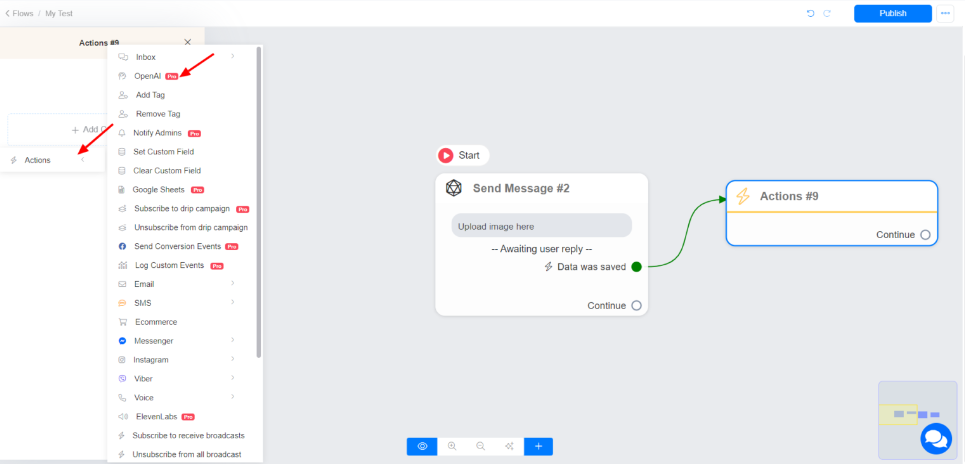 Flows / My Test
Publish
Actions #9
Inbox
OpenAI Pro
Add Tag
Remove Tag
Notify Admins Pro
Set Custom Field
Clear Custom Field
Google Sheets Pro
Subscribe to drip campaign Pro
Unsubscribe from drip campaign
Send Conversion Events Pro
Log Custom Events Pro
Email
SMS
Ecommerce
Messenger
Instagram
Viber
Voice
ElevenLabs Pro
Subscribe to receive broadcasts
Unsubscribe from all broadcast
+ Add
Actions
Start
Send Message #2
Upload image here
-- Awaiting user reply --
Data was saved
Continue
Actions #9
Continue